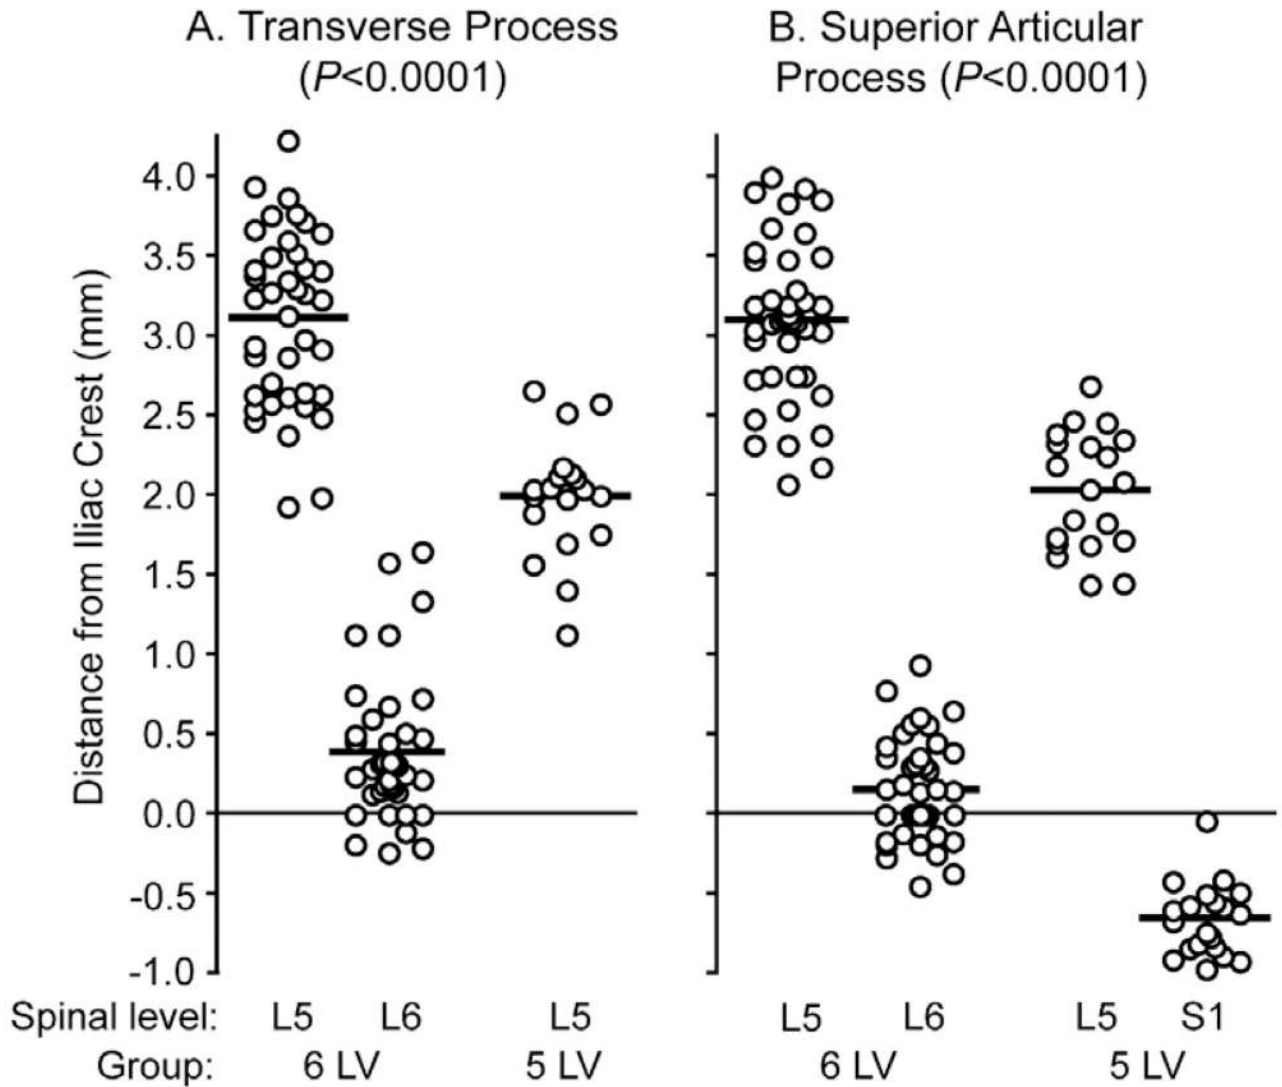 A. Transverse Process
(P<0.0001)
B. Superior Articular
Process (P<0.0001)
Distance from Iliac Crest (mm)
4.0
3.5
3.0
2.5
2.0
1.5
1.0
0.5
0.0
-0.5
-1.0
Spinal level: L5 L6 L5 L5 L6 L5 S1
Group: 6 LV 5 LV 6 LV 5 LV